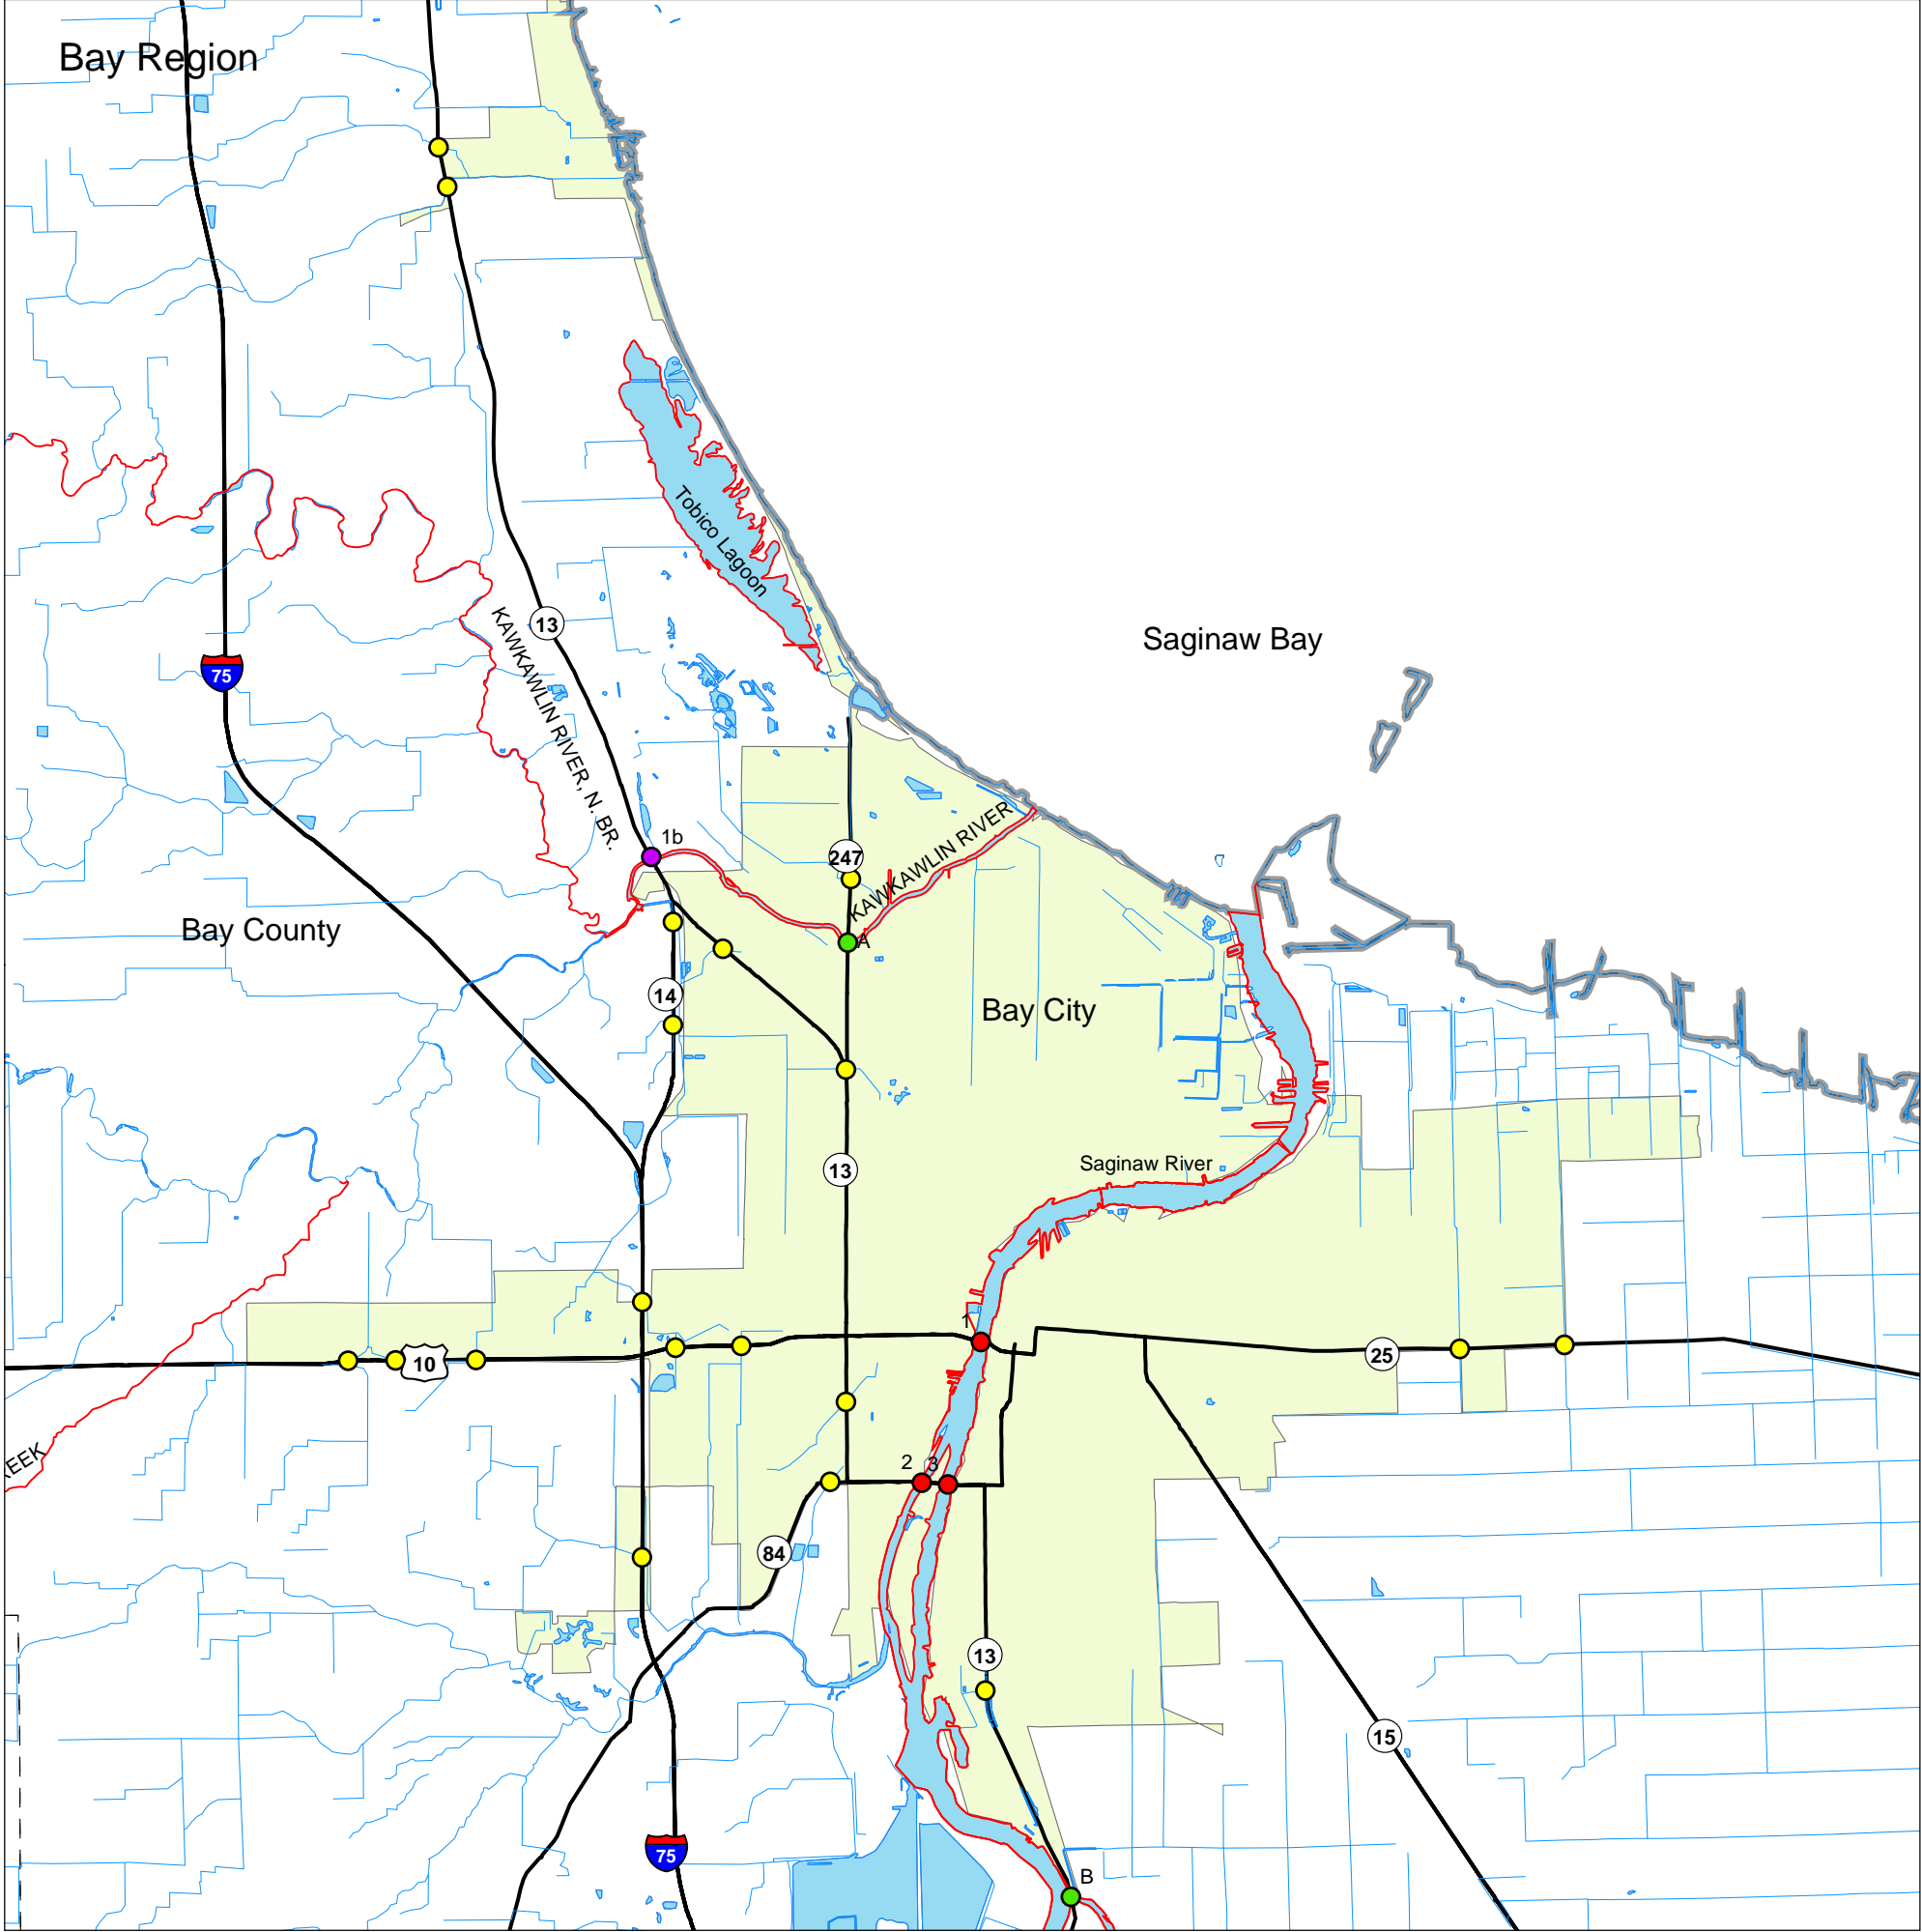 Bay Region
Tobico Lagoon
13
KAWKAWLIN RIVER, N. BR.
Saginaw Bay
75
1b
247
KAWKAWLIN RIVER
A
Bay County
14
Bay City
13
Saginaw River
1
10
25
2
3
REEK
84
13
15
75
B